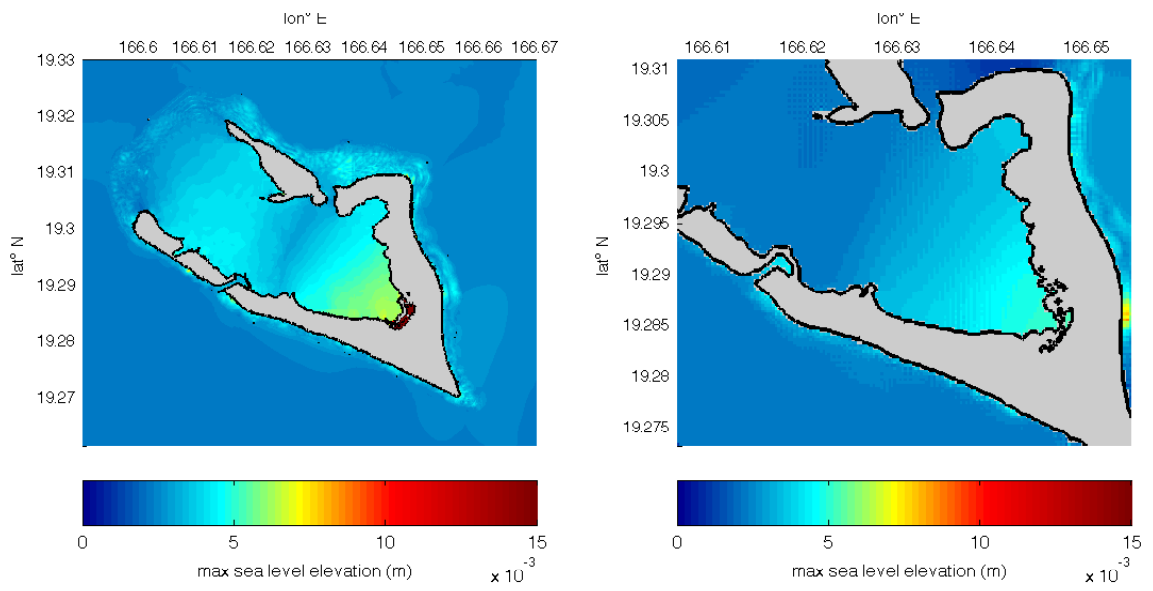 lon° E
166.6 166.61 166.62 166.63 166.64 166.65 166.66 166.67
19.33
19.32
19.31
19.3
19.29
19.28
19.27
lat° N
0 5 10 15
max sea level elevation (m)
x 10⁻³
lon° E
166.61 166.62 166.63 166.64 166.65
19.31
19.305
19.3
19.295
19.29
19.285
19.28
19.275
lat° N
0 5 10 15
max sea level elevation (m)
x 10⁻³